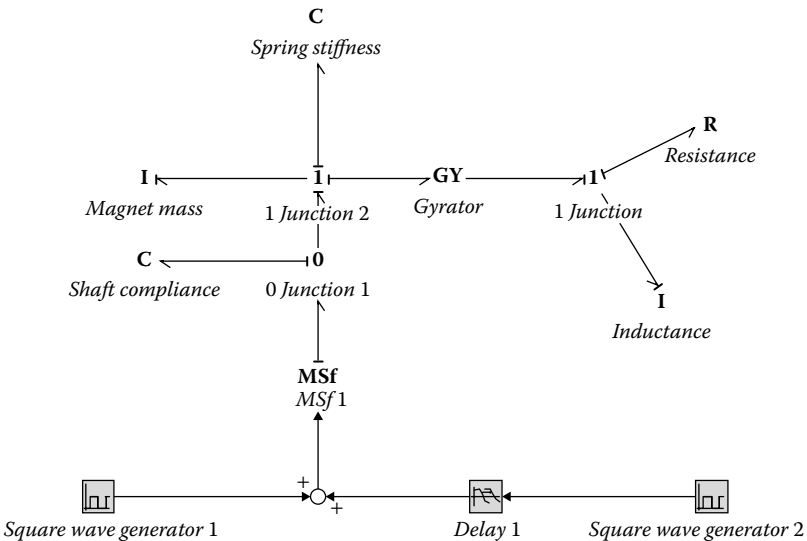 C
Spring stiffness
R
Resistance
I
1
GY
1
Magnet mass
1 Junction 2
Gyrator
1 Junction
C
0
Shaft compliance
0 Junction 1
I
Inductance
MSf
MSf 1
+
+
Square wave generator 1
Delay 1
Square wave generator 2